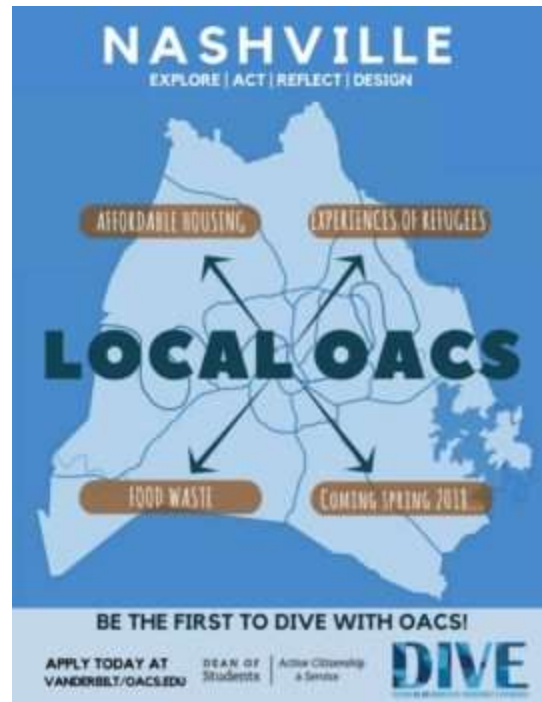 NASHVILLE
EXPLORE | ACT | REFLECT | DESIGN
AFFORDABLE HOUSING
EXPERIENCES OF REFUGEES
LOCAL OACS
FOOD WASTE
COMING SPRING 2018...
BE THE FIRST TO DIVE WITH OACS!
APPLY TODAY AT
VANDERBILT/OACS.EDU
DEAN OF
Students
Active Citizenship
& Service
DIVE